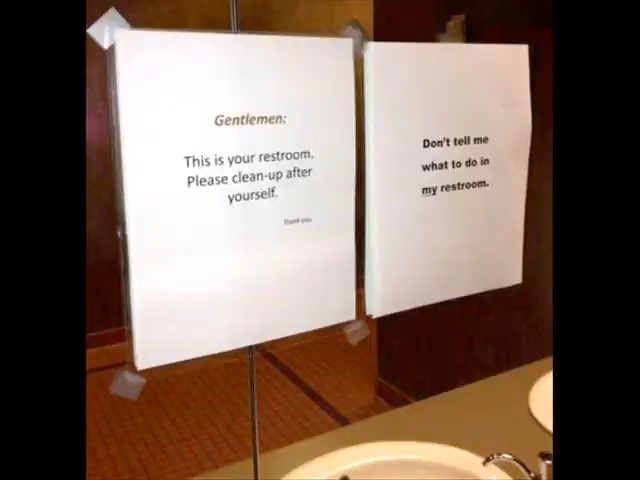 Gentlemen:
This is your restroom.
Please clean-up after
yourself.
Thank you
Don't tell me
what to do in
my restroom.